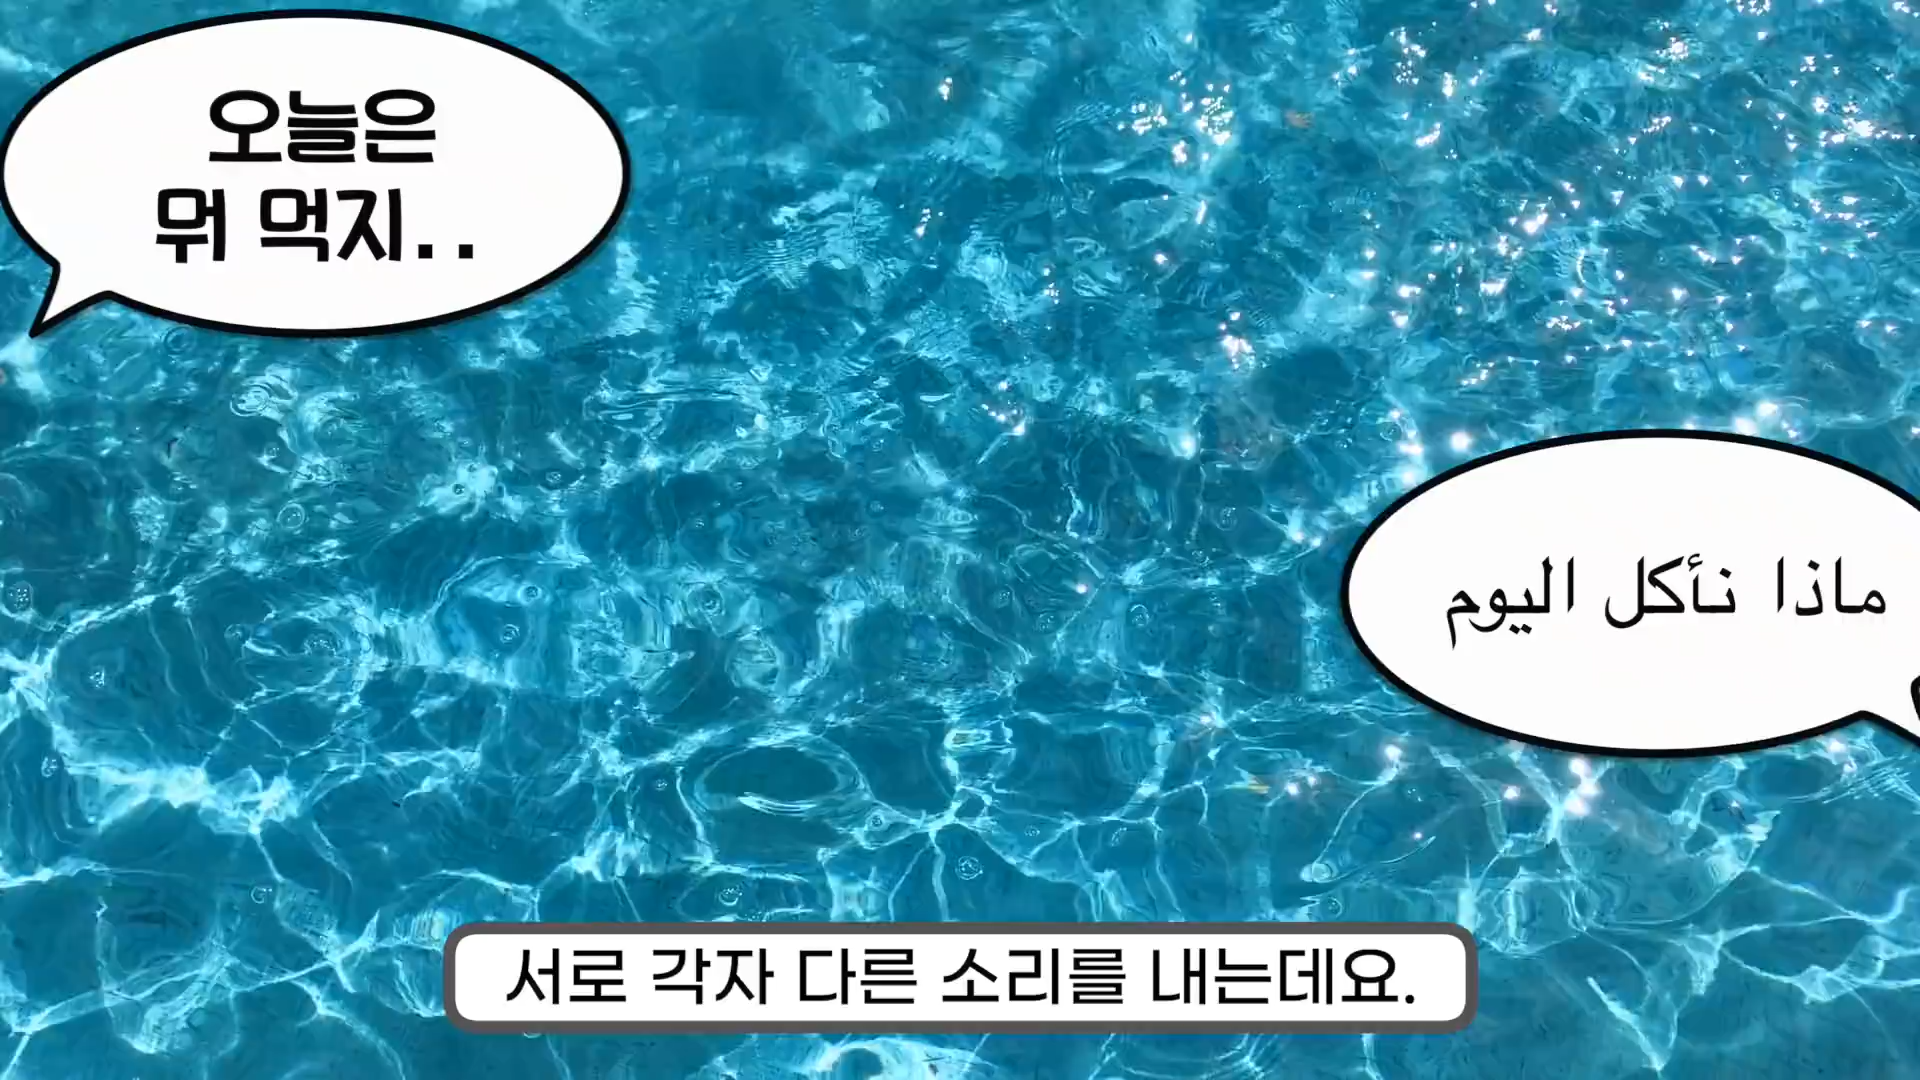 오늘은
뭐 먹지..
ماذا نأكل اليوم
서로 각자 다른 소리를 내는데요.